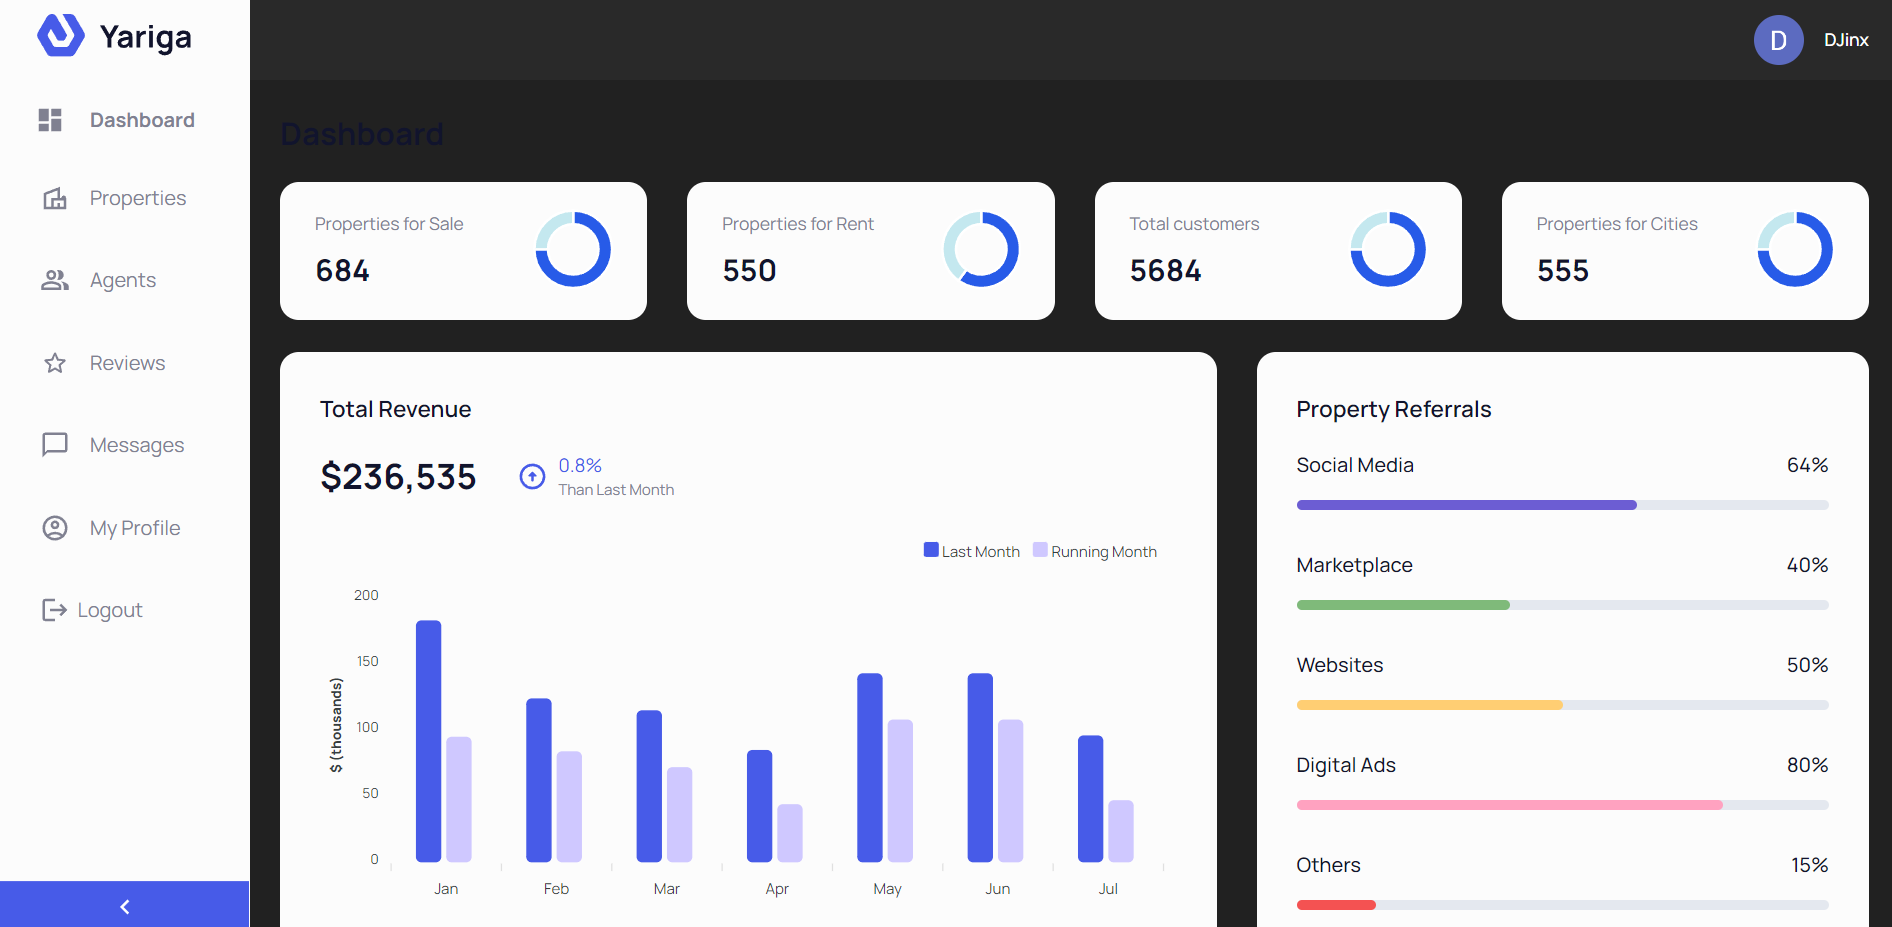 Yariga
D
DJinx
Dashboard
Properties
Agents
Reviews
Messages
My Profile
Logout
Dashboard
Properties for Sale
684
Properties for Rent
550
Total customers
5684
Properties for Cities
555
Total Revenue
$236,535
0.8%
Than Last Month
Last Month
Running Month
$ (thousands)
200
150
100
50
0
Jan
Feb
Mar
Apr
May
Jun
Jul
Property Referrals
Social Media 64%
Marketplace 40%
Websites 50%
Digital Ads 80%
Others 15%